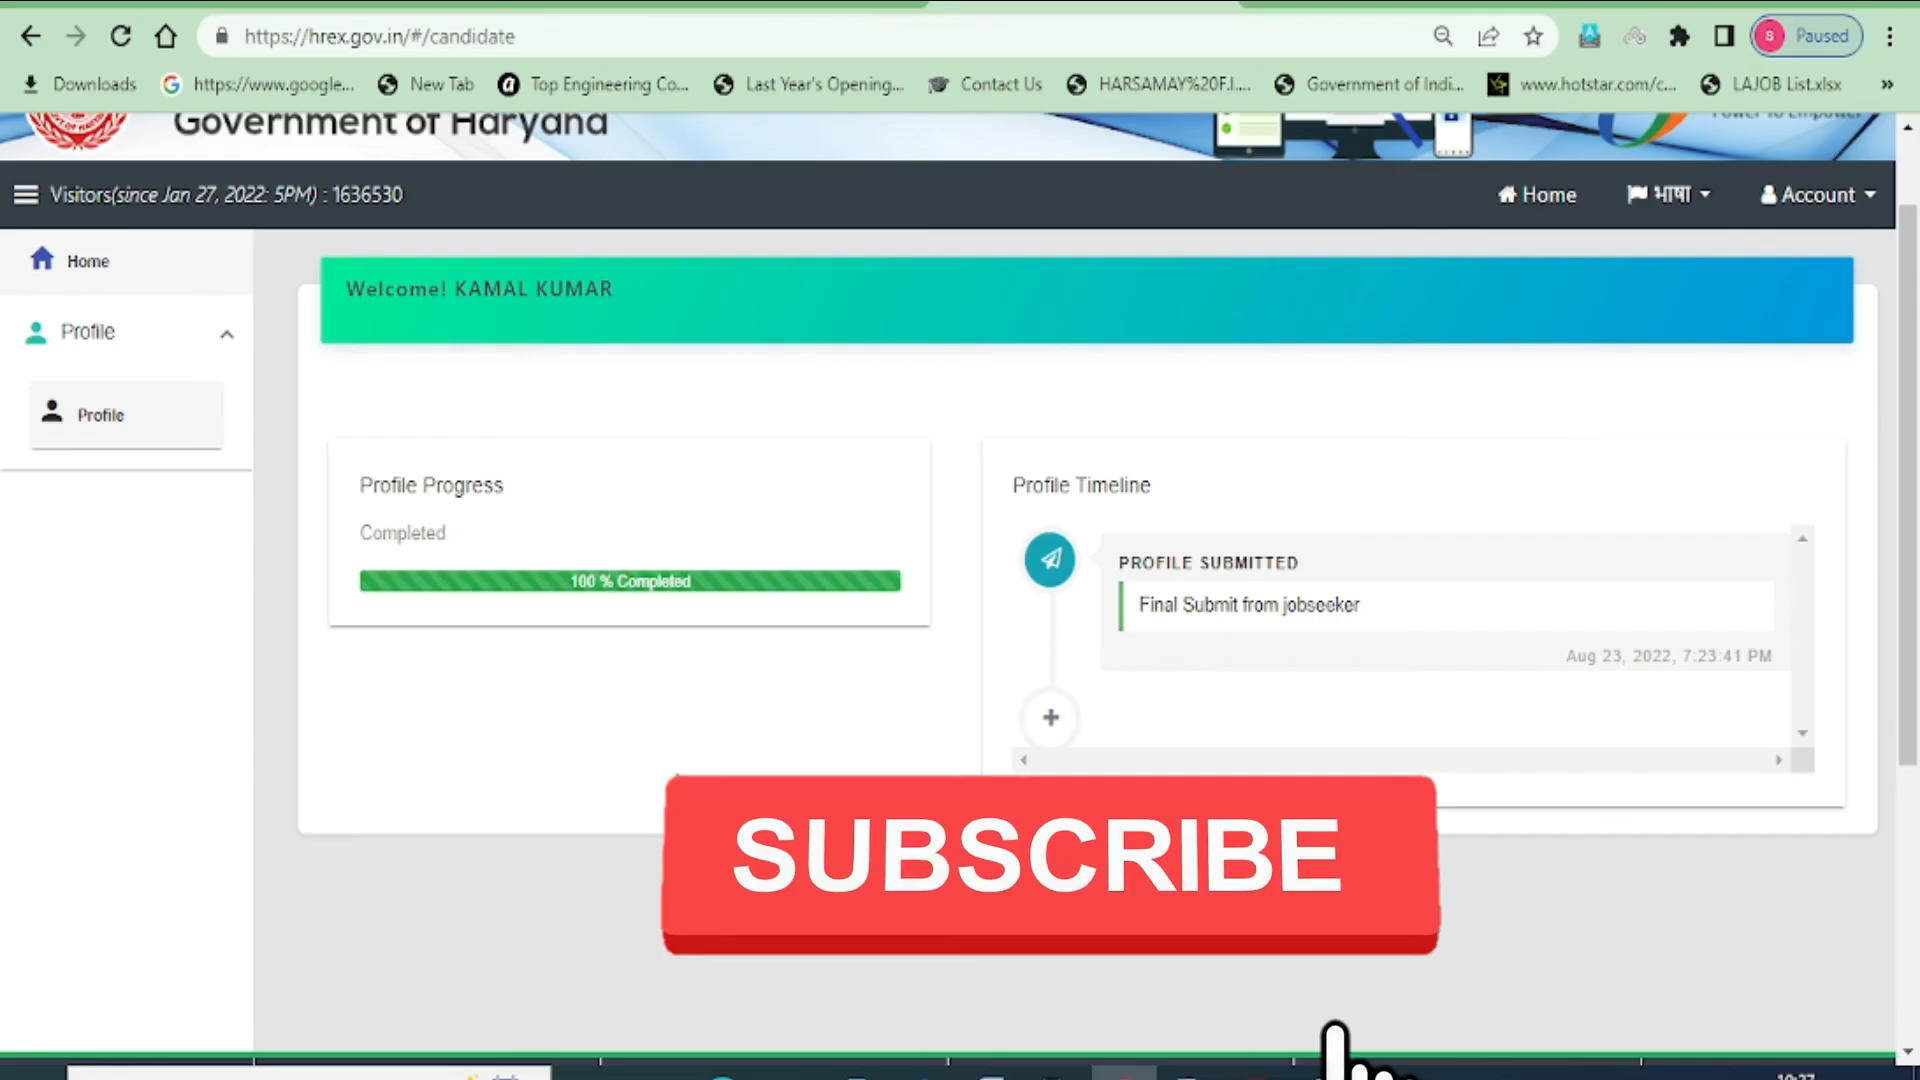 https://hrex.gov.in/#/candidate
Paused
Downloads
https://www.google...
New Tab
Top Engineering Co...
Last Year's Opening...
Contact Us
HARSAMAY%20F.I....
Government of Indi...
www.hotstar.com/c...
LAJOB List.xlsx
»
Government of Haryana
Power To Empower
Visitors(since Jan 27, 2022: 5PM) : 1636530
Home
भाषा
Account
Home
Profile
Profile
Welcome! KAMAL KUMAR
Profile Progress
Completed
100 % Completed
Profile Timeline
PROFILE SUBMITTED
Final Submit from jobseeker
Aug 23, 2022, 7:23:41 PM
SUBSCRIBE